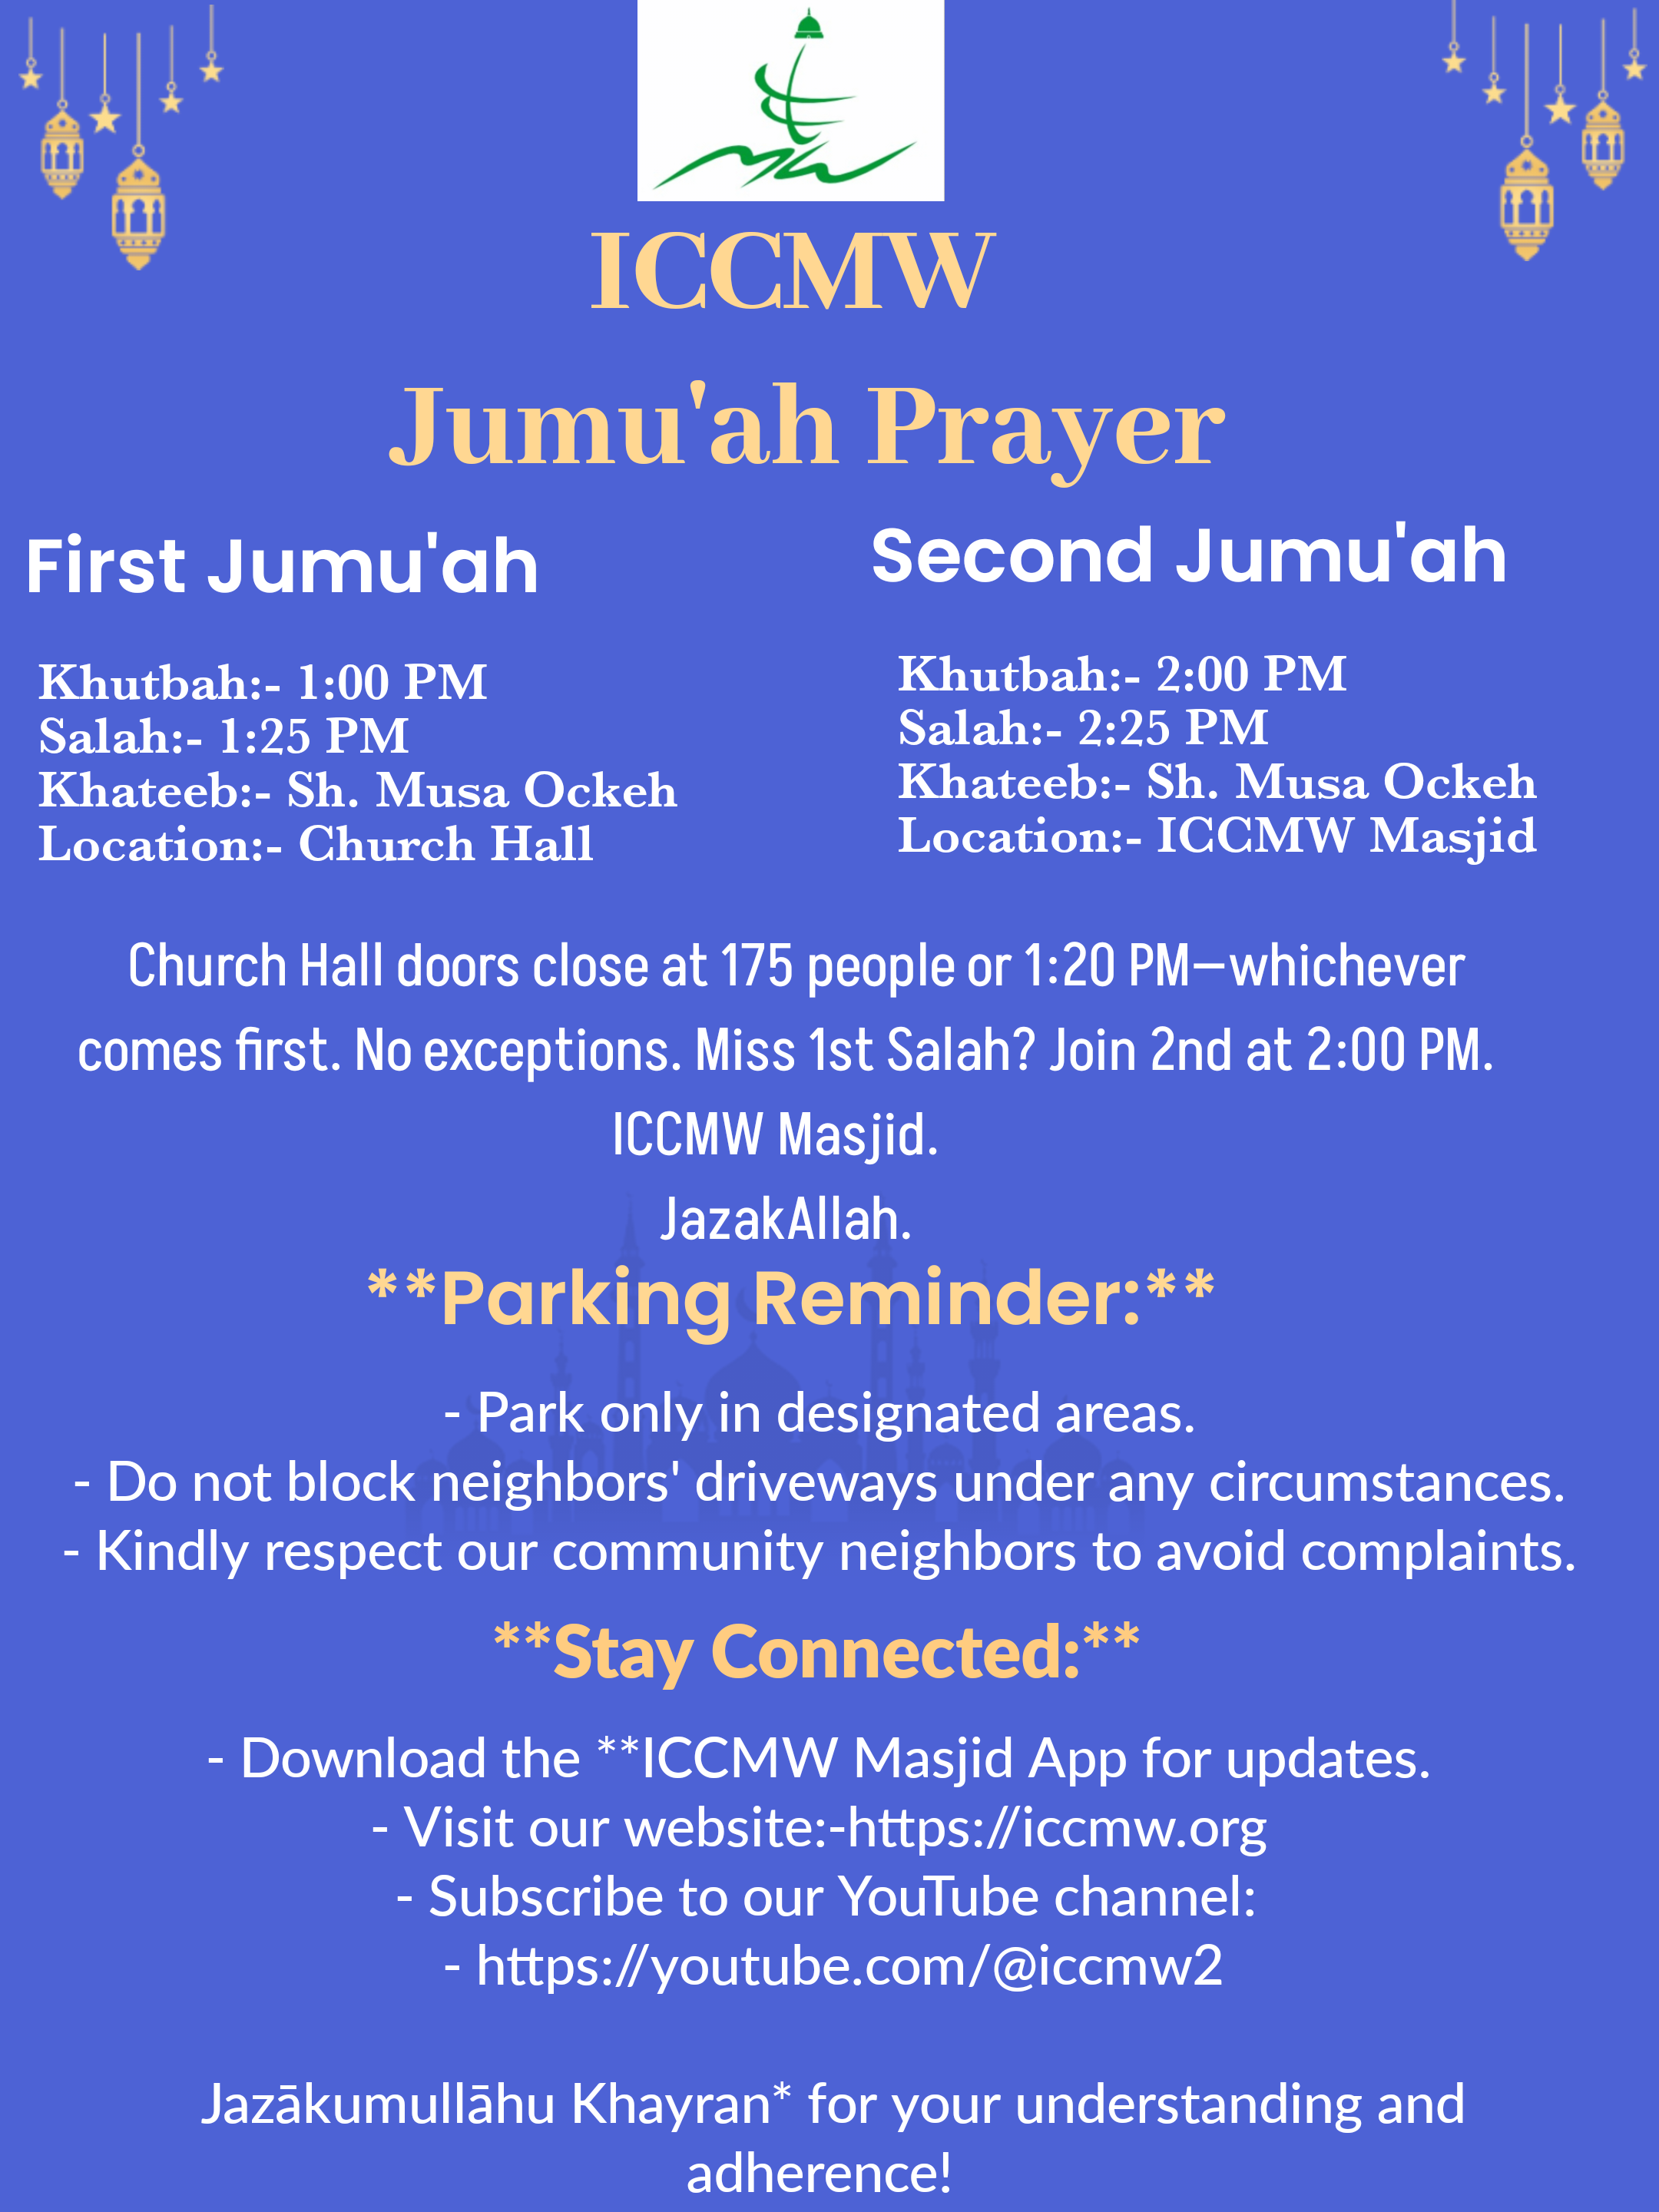 ICCMW
Jumu'ah Prayer
First Jumu'ah
Khutbah:- 1:00 PM
Salah:- 1:25 PM
Khateeb:- Sh. Musa Ockeh
Location:- Church Hall
Second Jumu'ah
Khutbah:- 2:00 PM
Salah:- 2:25 PM
Khateeb:- Sh. Musa Ockeh
Location:- ICCMW Masjid
Church Hall doors close at 175 people or 1:20 PM—whichever
comes first. No exceptions. Miss 1st Salah? Join 2nd at 2:00 PM.
ICCMW Masjid.
JazakAllah.
**Parking Reminder:**
- Park only in designated areas.
- Do not block neighbors' driveways under any circumstances.
- Kindly respect our community neighbors to avoid complaints.
**Stay Connected:**
- Download the **ICCMW Masjid App for updates.
- Visit our website:-https://iccmw.org
- Subscribe to our YouTube channel:
- https://youtube.com/@iccmw2
Jazākumullāhu Khayran* for your understanding and
adherence!